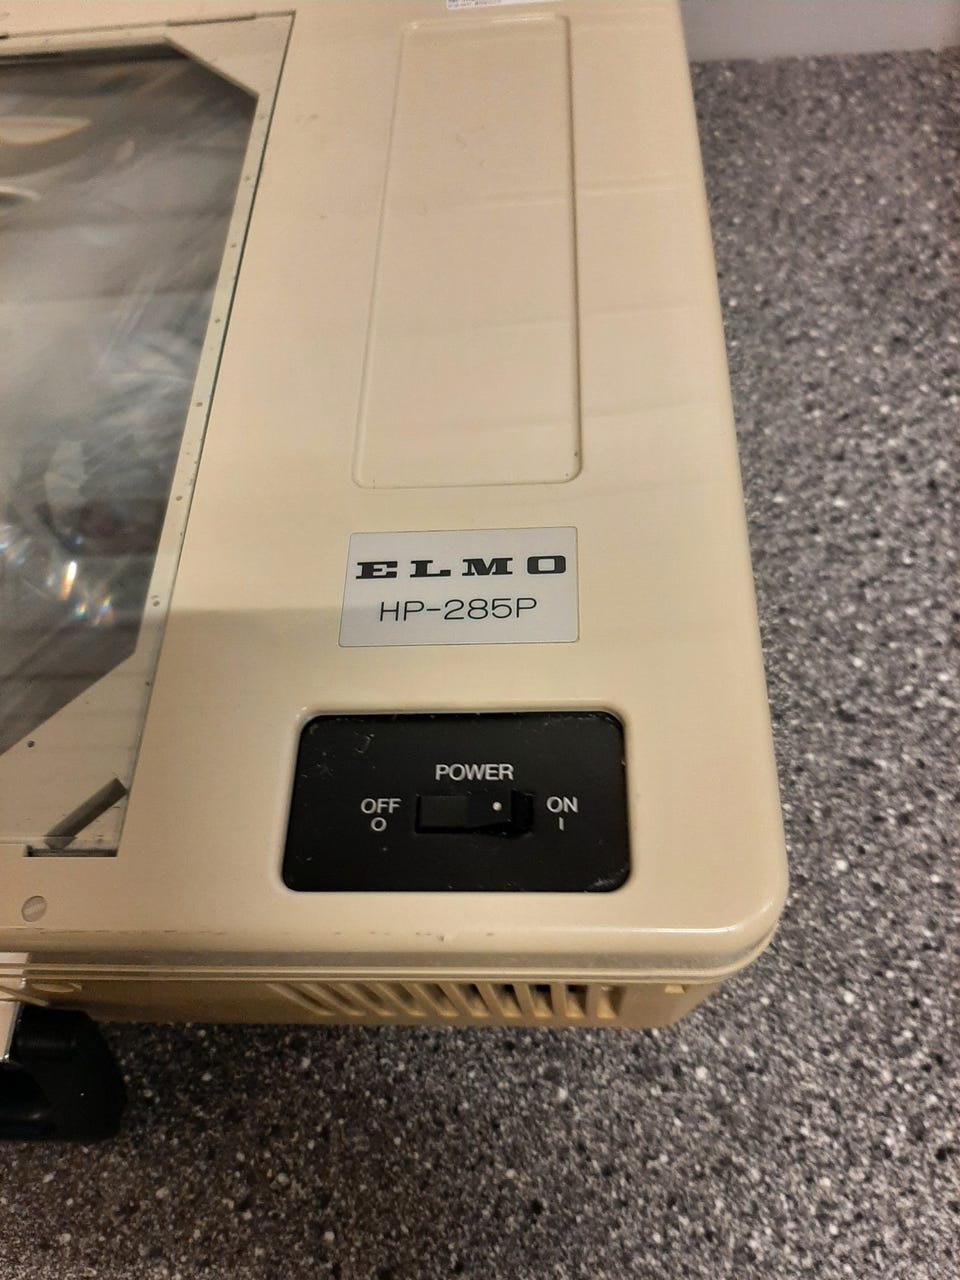 ELMO
HP-285P
POWER
OFF ON
O I